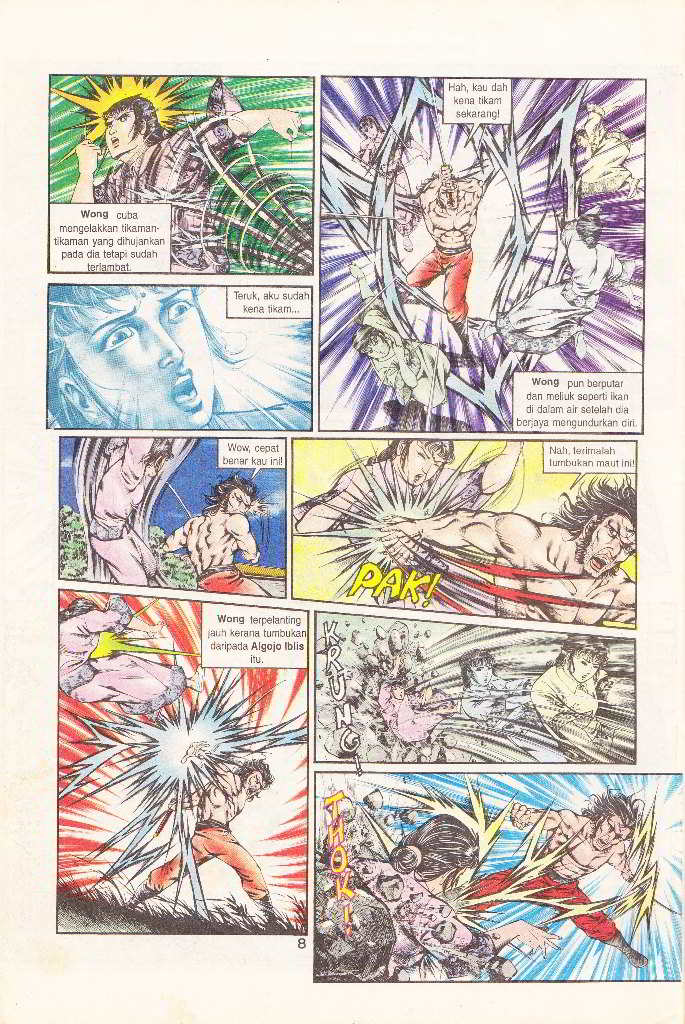 Wong cuba
mengelakkan tikaman-
tikaman yang dihujankan
pada dia tetapi sudah
terlambat.
Hah, kau dah
kena tikam
sekarang!
Teruk, aku sudah
kena tikam...
Wong pun berputar
dan meliuk seperti ikan
di dalam air setelah dia
berjaya mengundurkan diri.
Wow, cepat
benar kau ini!
Nah, terimalah
tumbukan maut ini!
PAK!
Wong terpelanting
jauh kerana tumbukan
daripada Algojo Iblis
itu.
KRUNG!
THOK!
8